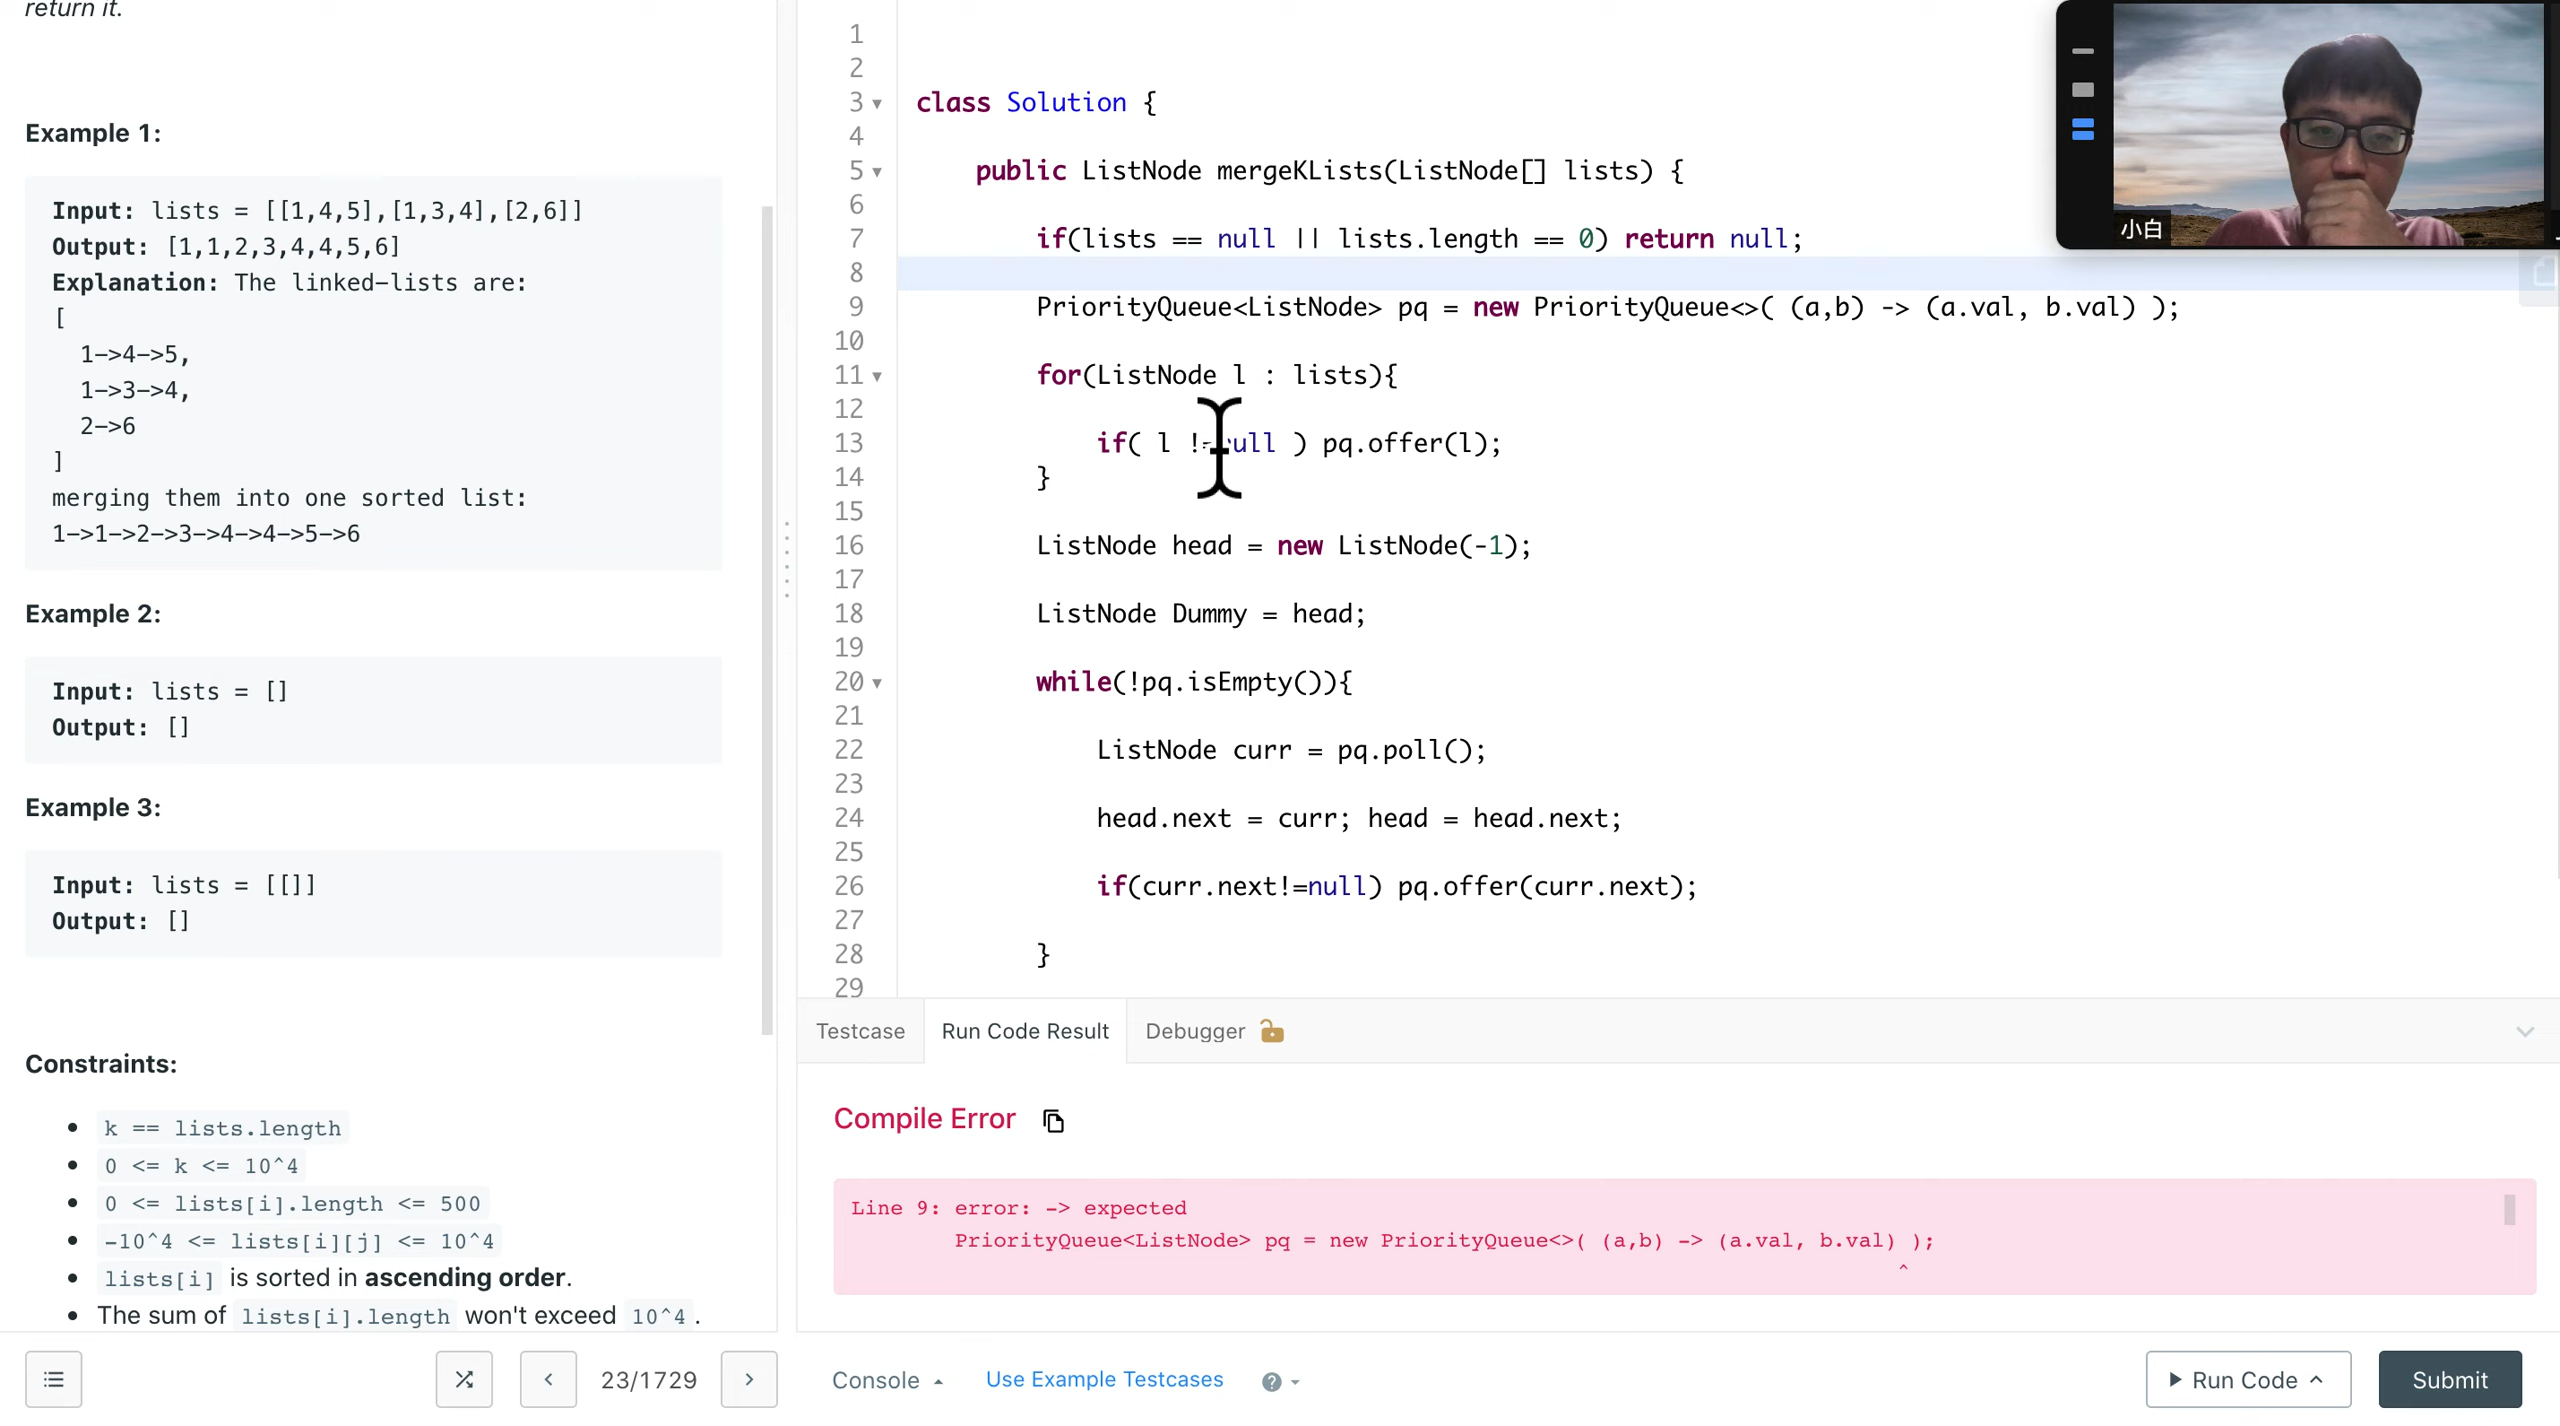 return it.
Example 1:
Input: lists = [[1,4,5],[1,3,4],[2,6]]
Output: [1,1,2,3,4,4,5,6]
Explanation: The linked-lists are:
[
1->4->5,
1->3->4,
2->6
]
merging them into one sorted list:
1->1->2->3->4->4->5->6
Example 2:
Input: lists = []
Output: []
Example 3:
Input: lists = [[]]
Output: []
Constraints:
k == lists.length
0 <= k <= 10^4
0 <= lists[i].length <= 500
-10^4 <= lists[i][j] <= 10^4
lists[i] is sorted in ascending order.
The sum of lists[i].length won't exceed 10^4 .
23/1729
1
2
3 class Solution {
4
5 public ListNode mergeKLists(ListNode[] lists) {
6
7 if(lists == null || lists.length == 0) return null;
8
9 PriorityQueue<ListNode> pq = new PriorityQueue<>( (a,b) -> (a.val, b.val) );
10
11 for(ListNode l : lists){
12
13 if( l != null ) pq.offer(l);
14 }
15
16 ListNode head = new ListNode(-1);
17
18 ListNode Dummy = head;
19
20 while(!pq.isEmpty()){
21
22 ListNode curr = pq.poll();
23
24 head.next = curr; head = head.next;
25
26 if(curr.next!=null) pq.offer(curr.next);
27
28 }
29
小白
Testcase Run Code Result Debugger
Compile Error
Line 9: error: -> expected
PriorityQueue<ListNode> pq = new PriorityQueue<>( (a,b) -> (a.val, b.val) );
^
Console Use Example Testcases Run Code Submit